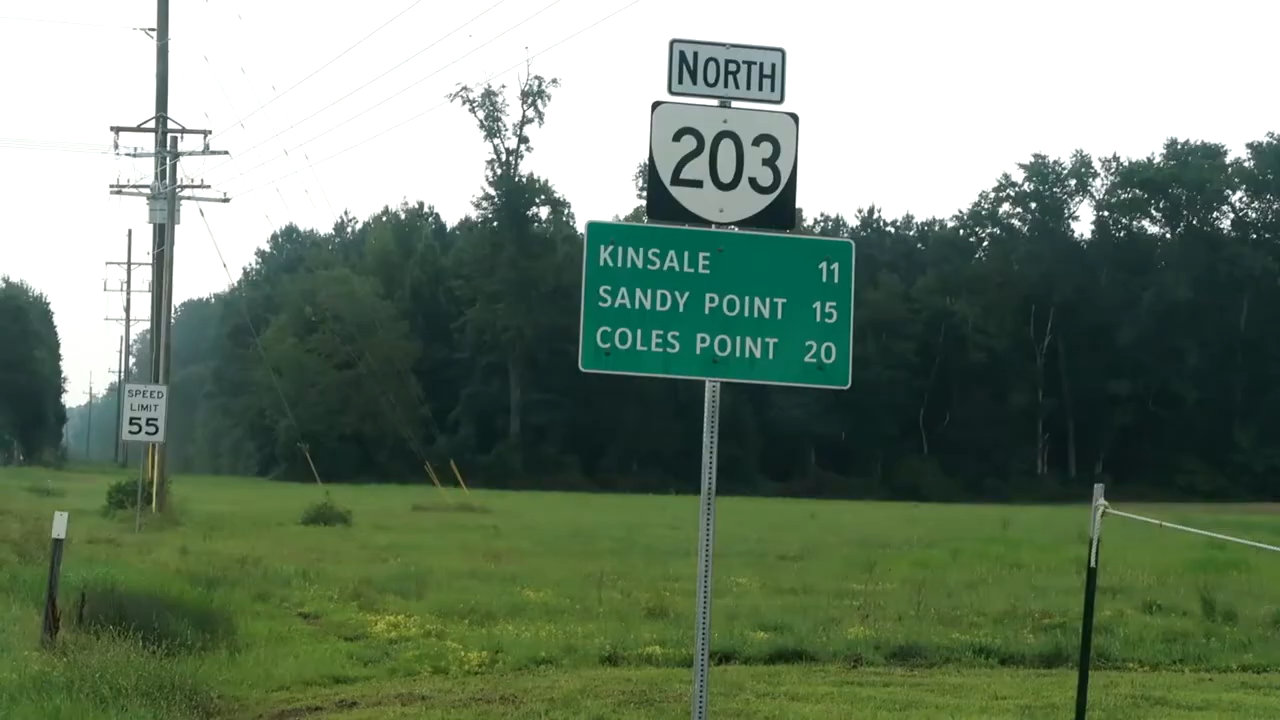 NORTH
203
KINSALE 11
SANDY POINT 15
COLES POINT 20
SPEED
LIMIT
55